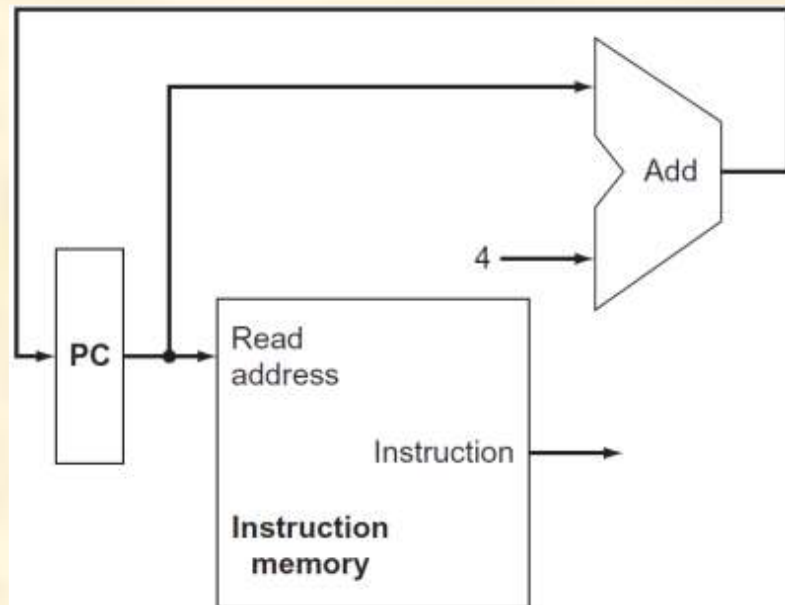 Add
4
PC
Read
address
Instruction
Instruction
memory